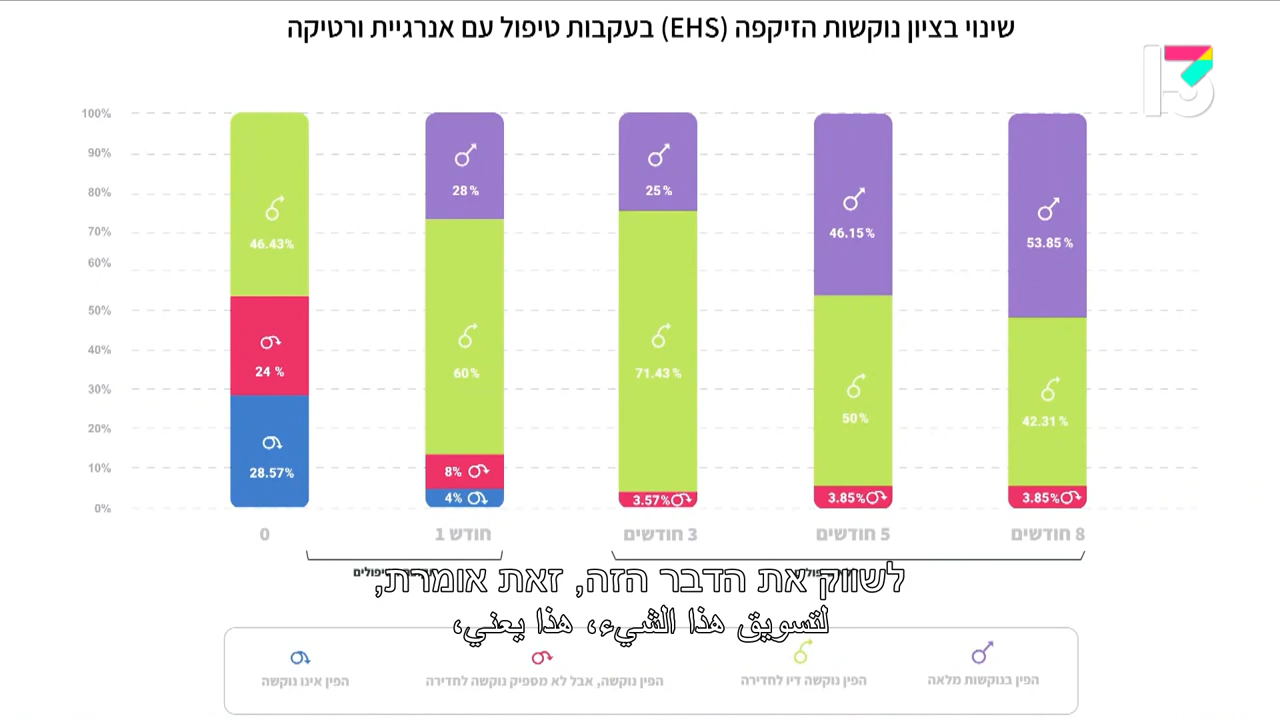 שינוי בציון נוקשות הזיקפה (EHS) בעקבות טיפול עם אנרגיית ורטיקה
13
100%
90%
80%
70%
60%
50%
40%
30%
20%
10%
0%
46.43%
24 %
28.57%
28 %
60 %
8%
4%
25 %
71.43 %
3.57%
46.15 %
50 %
3.85%
53.85 %
42.31 %
3.85%
0
חודש 1
3 חודשים
5 חודשים
8 חודשים
לשווק את הדבר הזה, זאת אומרת,
لتسويق هذا الشيء، هذا يعني،
הפין אינו נוקשה
הפין נוקשה, אבל לא מספיק נוקשה לחדירה
הפין נוקשה דיו לחדירה
הפין בנוקשות מלאה